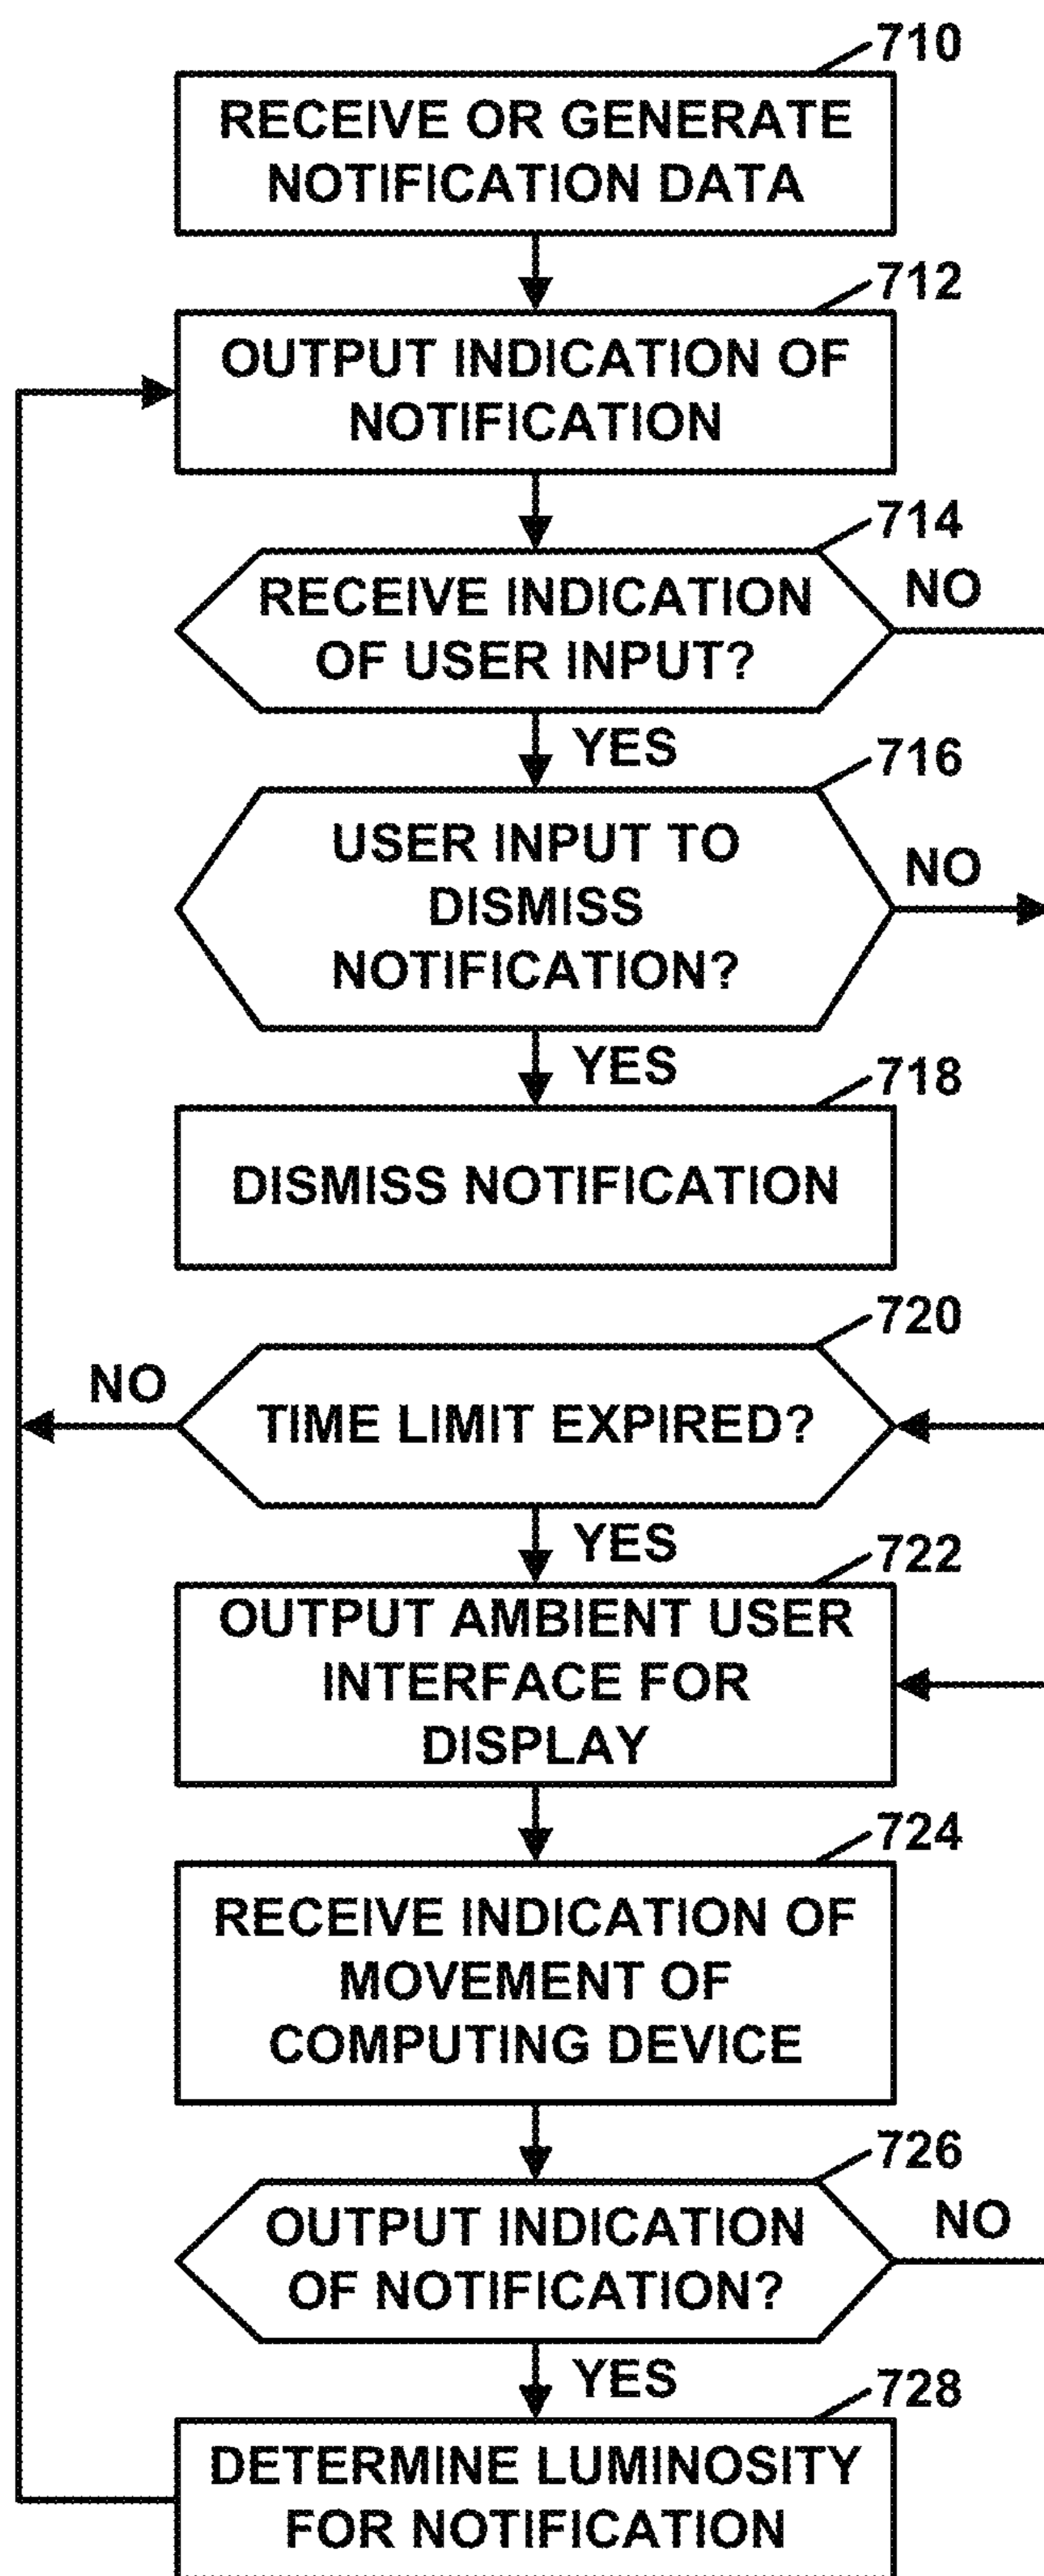 710
RECEIVE OR GENERATE
NOTIFICATION DATA
712
OUTPUT INDICATION OF
NOTIFICATION
714
RECEIVE INDICATION
OF USER INPUT?
NO
YES
716
USER INPUT TO
DISMISS
NOTIFICATION?
NO
YES
718
DISMISS NOTIFICATION
720
NO
TIME LIMIT EXPIRED?
YES
722
OUTPUT AMBIENT USER
INTERFACE FOR
DISPLAY
724
RECEIVE INDICATION OF
MOVEMENT OF
COMPUTING DEVICE
726
OUTPUT INDICATION
OF NOTIFICATION?
NO
YES
728
DETERMINE LUMINOSITY
FOR NOTIFICATION